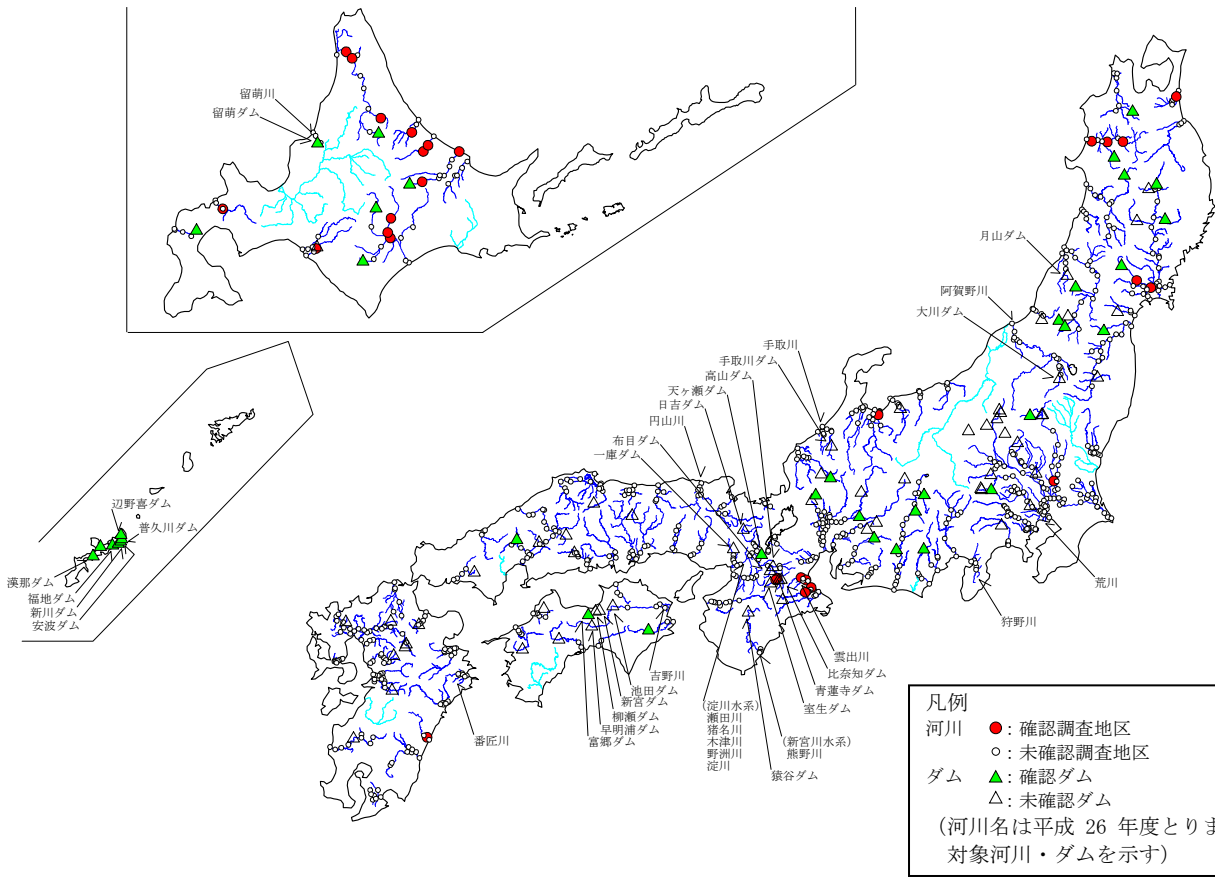 留萌川
留萌ダム
月山ダム
阿賀野川
大川ダム
手取川
手取川ダム
高山ダム
天ヶ瀬ダム
日吉ダム
円山川
布目ダム
一庫ダム
辺野喜ダム
普久川ダム
漢那ダム
福地ダム
新川ダム
安波ダム
荒川
狩野川
雲出川
比奈知ダム
青蓮寺ダム
室生ダム
(新宮川水系)
熊野川
猿谷ダム
(淀川水系)
瀬田川
猪名川
木津川
野洲川
淀川
吉野川
池田ダム
新宮ダム
柳瀬ダム
早明浦ダム
富郷ダム
番匠川
凡例
河川 ●：確認調査地区
○：未確認調査地区
ダム ▲：確認ダム
△：未確認ダム
(河川名は平成 26 年度とりま
対象河川・ダムを示す)